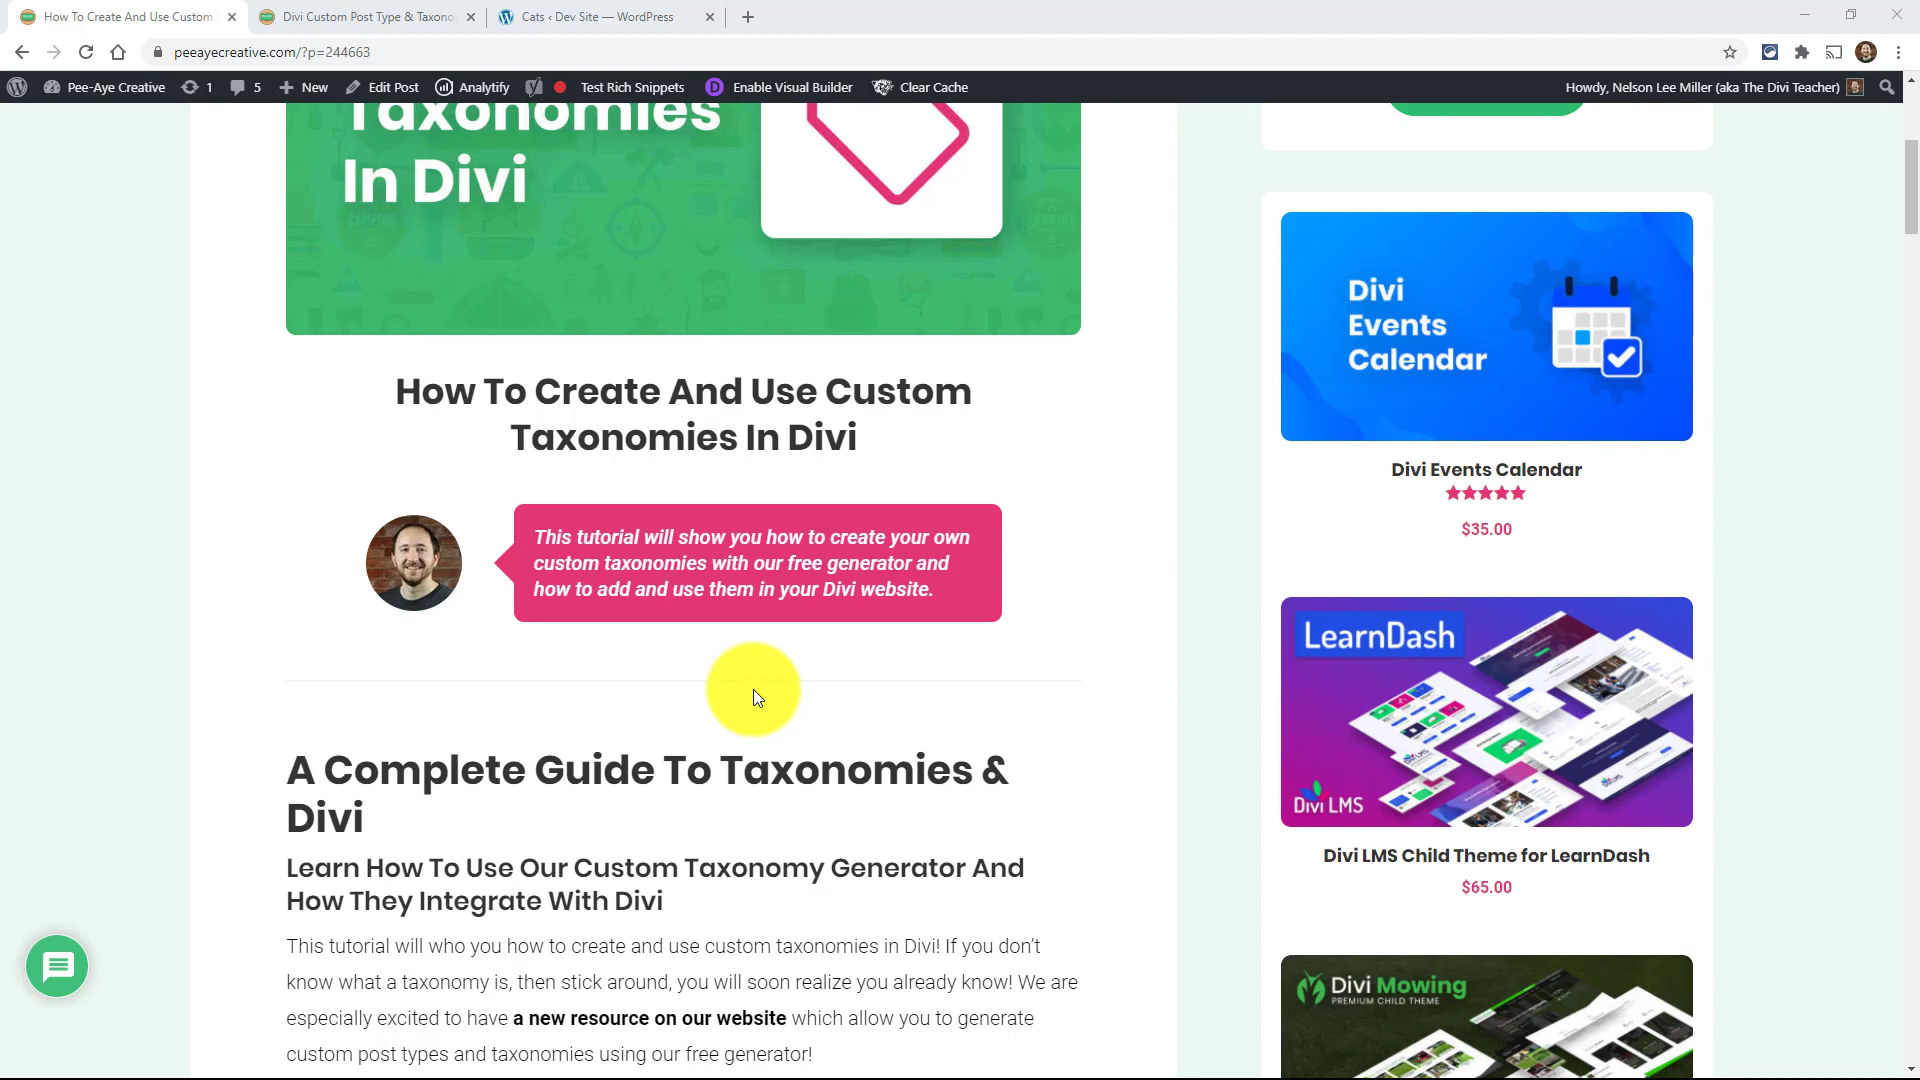 How To Create And Use Custom
Divi Custom Post Type & Taxono
Cats ‹ Dev Site — WordPress
peeayecreative.com/?p=244663
Pee-Aye Creative
1
5
New
Edit Post
Analytify
Test Rich Snippets
D
Enable Visual Builder
Clear Cache
Howdy, Nelson Lee Miller (aka The Divi Teacher)
Taxonomies
In Divi
How To Create And Use Custom
Taxonomies In Divi
This tutorial will show you how to create your own
custom taxonomies with our free generator and
how to add and use them in your Divi website.
A Complete Guide To Taxonomies &
Divi
Learn How To Use Our Custom Taxonomy Generator And
How They Integrate With Divi
This tutorial will who you how to create and use custom taxonomies in Divi! If you don’t
know what a taxonomy is, then stick around, you will soon realize you already know! We are
especially excited to have a new resource on our website which allow you to generate
custom post types and taxonomies using our free generator!
Divi
Events
Calendar
Divi Events Calendar
$35.00
LearnDash
Divi LMS
Divi LMS Child Theme for LearnDash
$65.00
Divi Mowing
PREMIUM CHILD THEME